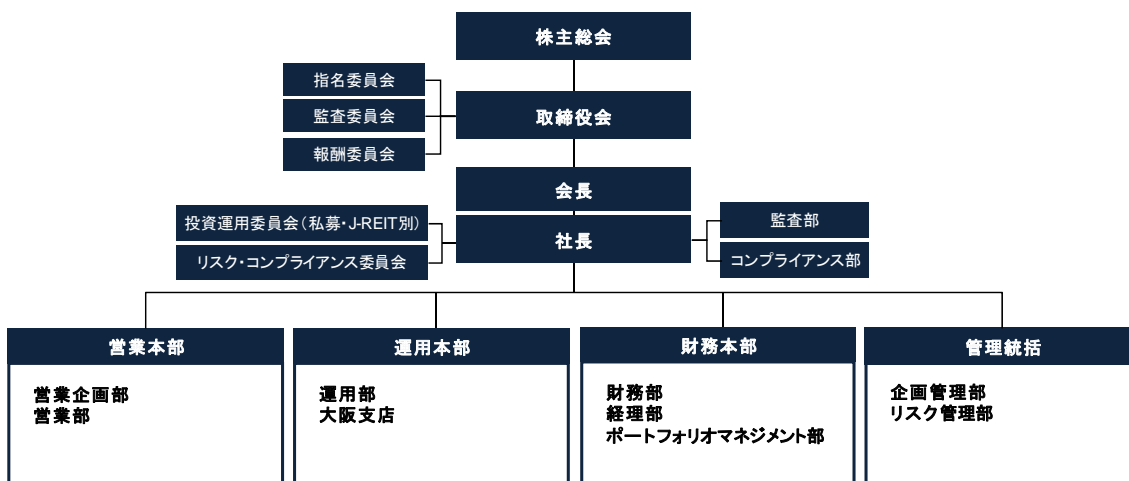 株主総会
指名委員会
監査委員会
報酬委員会
取締役会
会長
投資運用委員会（私募・J-REIT別）
リスク・コンプライアンス委員会
社長
監査部
コンプライアンス部
営業本部
営業企画部
営業部
運用本部
運用部
大阪支店
財務本部
財務部
経理部
ポートフォリオマネジメント部
管理統括
企画管理部
リスク管理部